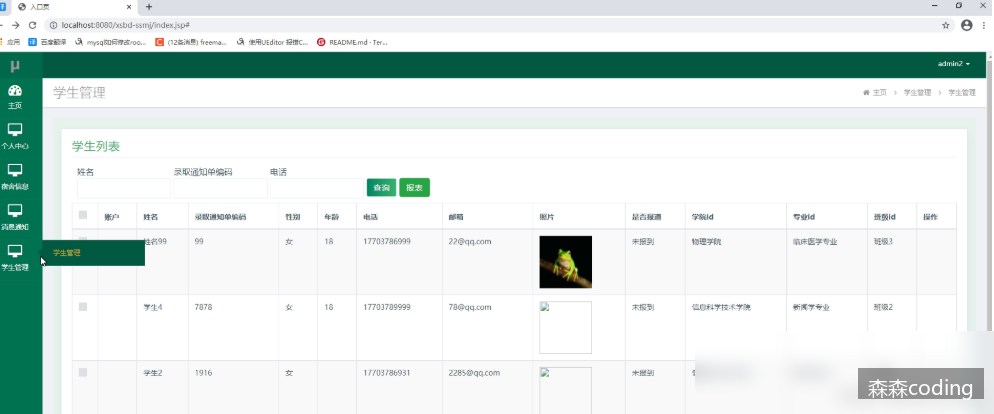 入口页
localhost:8080/xsbd-ssmj/index.jsp#
应用 百度翻译 mysql如何修改roo... (12条消息) freema... 使用UEditor 报错C... README.md · Ter...
μ admin2
学生管理 主页 > 学生管理 > 学生管理
主页
个人中心
宿舍信息
消息通知
学生管理
学生管理
学生列表
姓名 录取通知单编码 电话
查询 报表
账户 姓名 录取通知单编码 性别 年龄 电话 邮箱 照片 是否报道 学院id 专业id 班级id 操作
姓名99 99 女 18 17703786999 22@qq.com 未报到 物理学院 临床医学专业 班级3
学生4 7878 女 18 17703789999 78@qq.com 未报到 信息科学技术学院 新闻学专业 班级2
学生2 1916 女 17703786931 2285@qq.com 未报到
森森coding